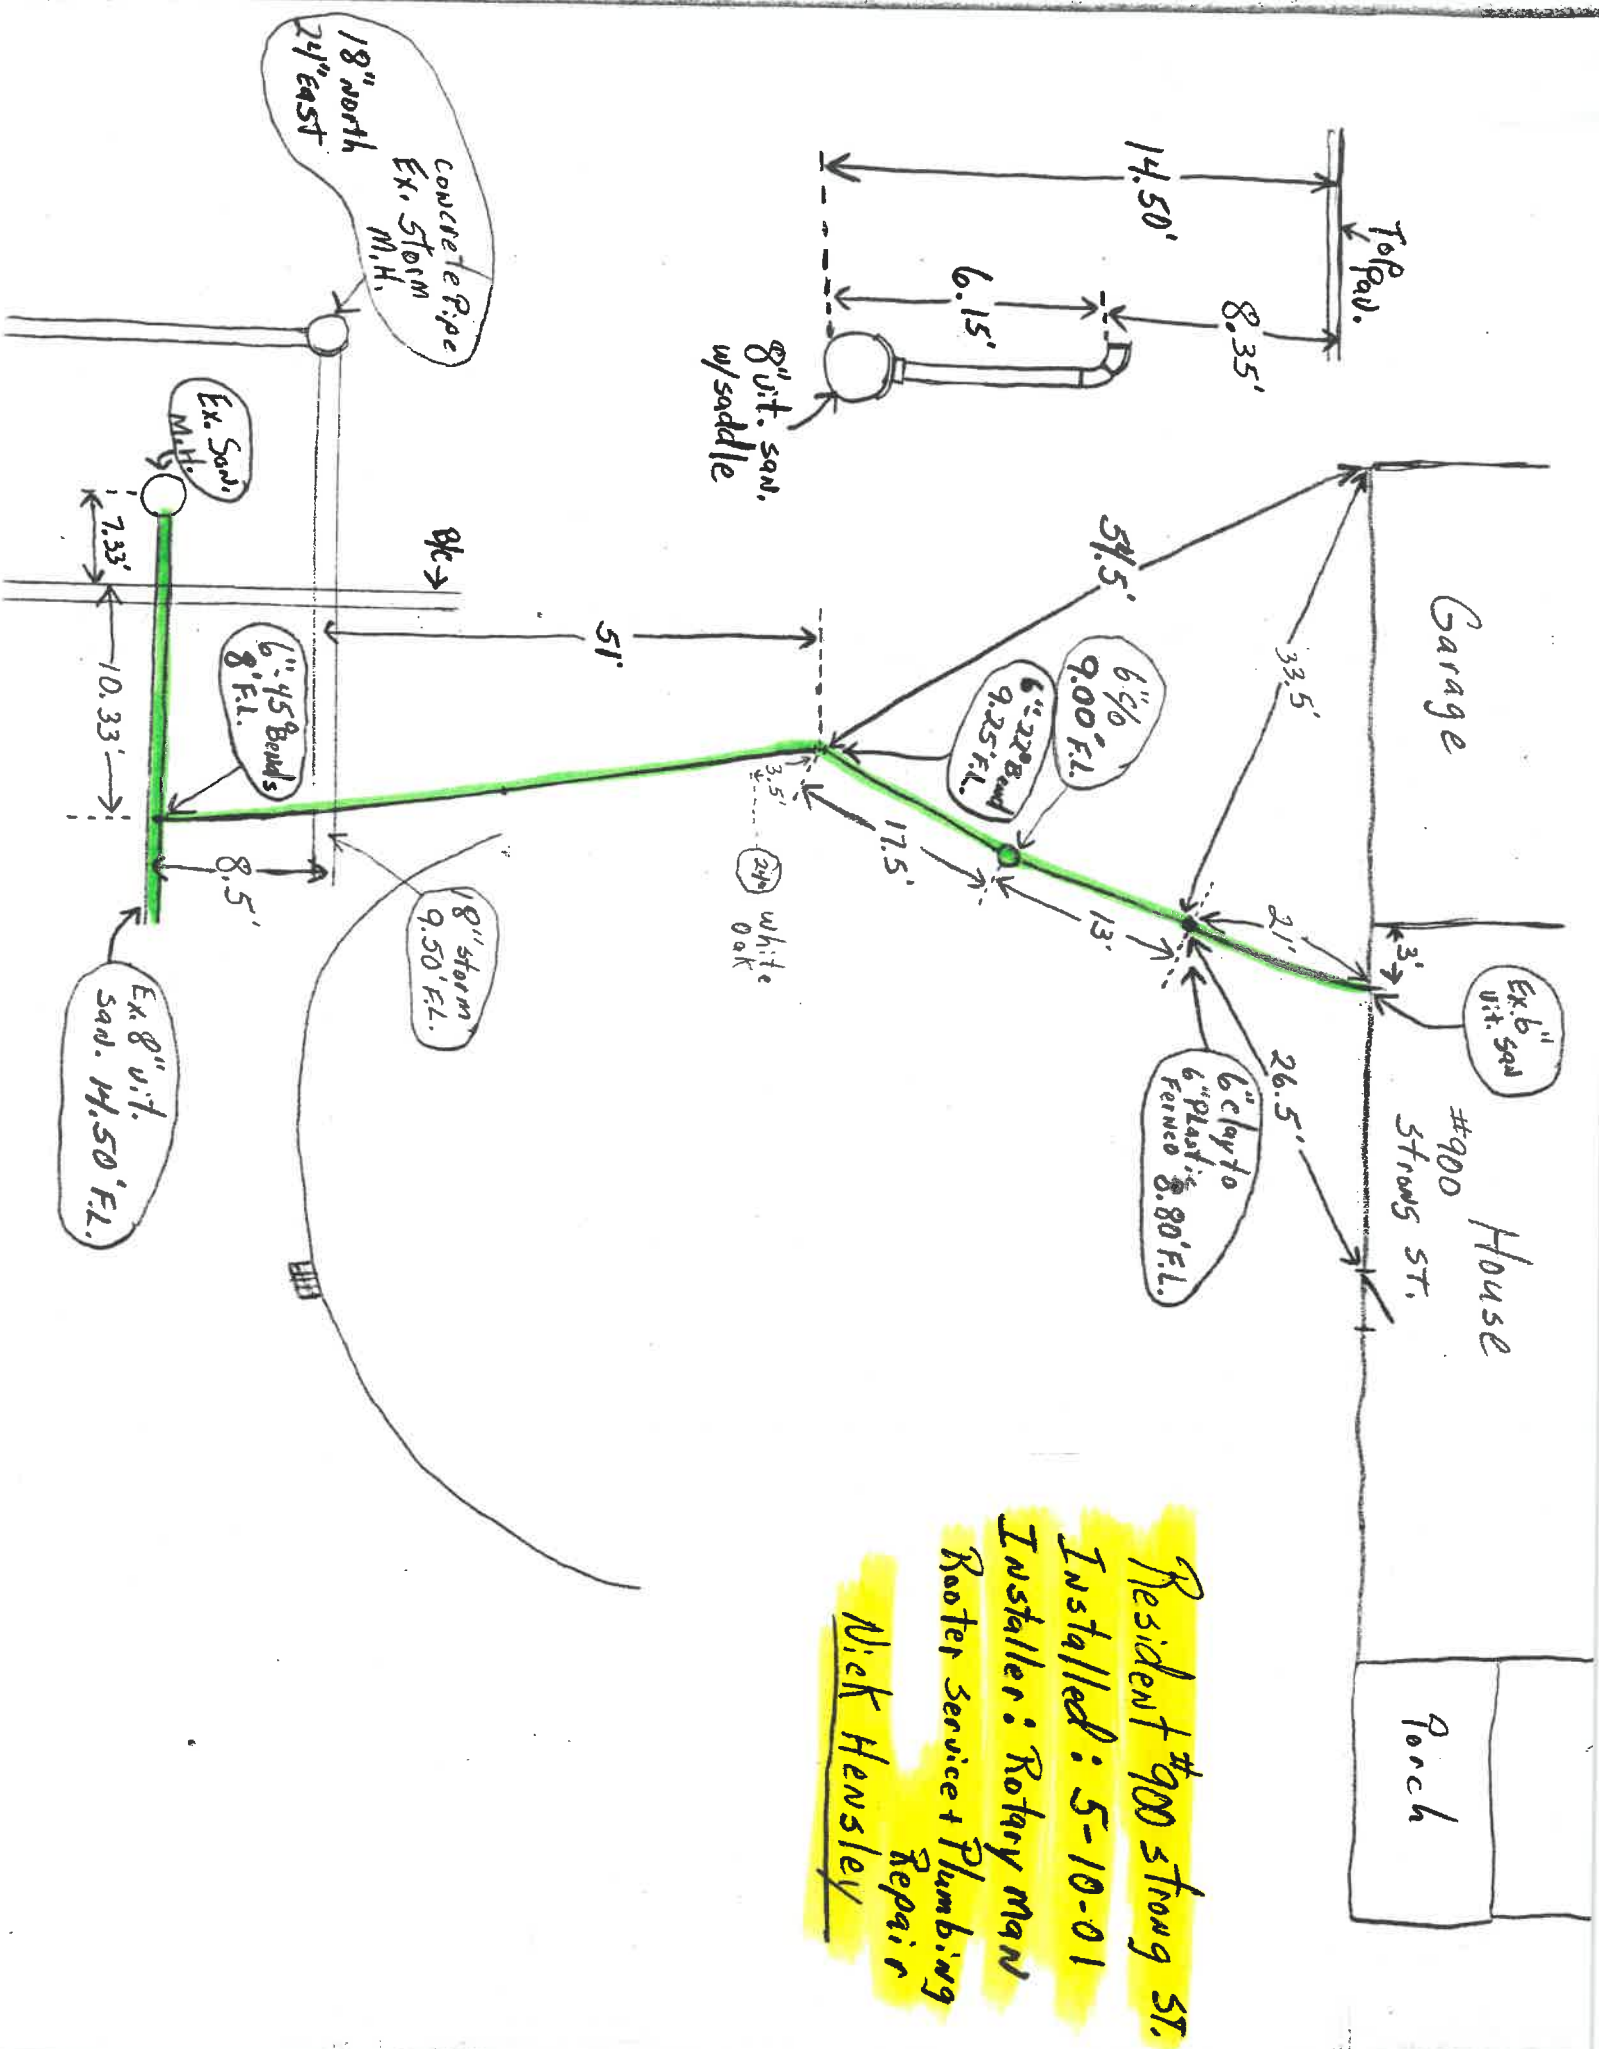 Garage
#900
Strong ST.
House
Porch
3'
Ex. 6"
vit. san
Top
Pav.
14.50'
8.35'
6.15'
8" vit. san.
w/saddle
54.5'
33.5'
21'
26.5'
6" clay to
6" Plastic
Fernco 8.80' F.L.
6" C/O
9.00' F.L.
6"-22° Bend
9.25' F.L.
13'
17.5'
3.5'
24"
white
oak
51'
B/C
concrete Pipe
18" North
24" East
Ex. Storm
M.H.
Ex. San.
M.H.
7.33'
10.33'
6"-45° Bends
8' F.L.
8.5'
18" storm
9.50' F.L.
Ex. 8" vit.
san. 14.50' F.L.
Resident #900 Strong ST.
Installed: 5-10-01
Installer: Rotary Man
Rooter Service + Plumbing
Repair
Nick Hensley